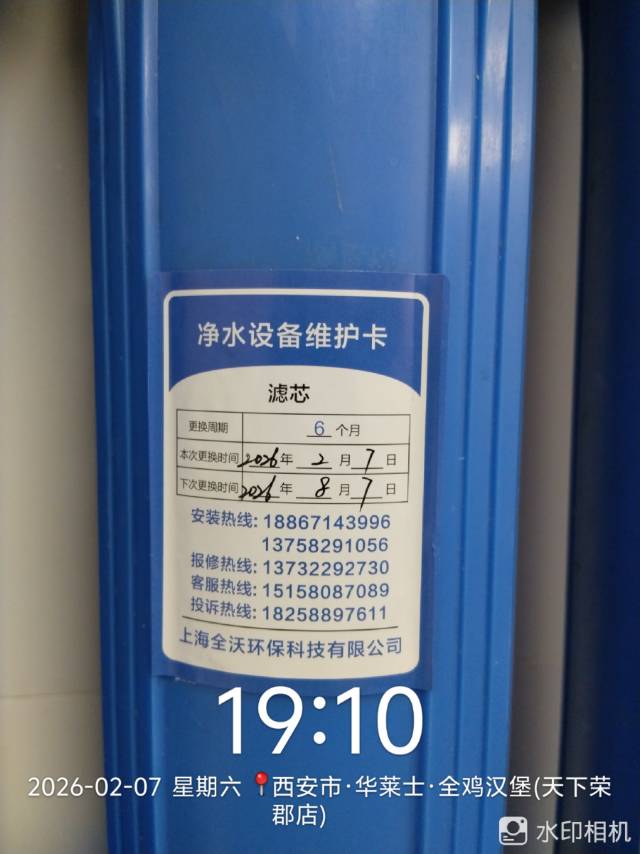 净水设备维护卡
滤芯
更换周期 6 个月
本次更换时间 2026 年 2 月 7 日
下次更换时间 2026 年 8 月 7 日
安装热线: 18867143996
13758291056
报修热线: 13732292730
客服热线: 15158087089
投诉热线: 18258897611
上海全沃环保科技有限公司
19:10
2026-02-07 星期六 📍西安市·华莱士·全鸡汉堡(天下荣
郡店)
水印相机